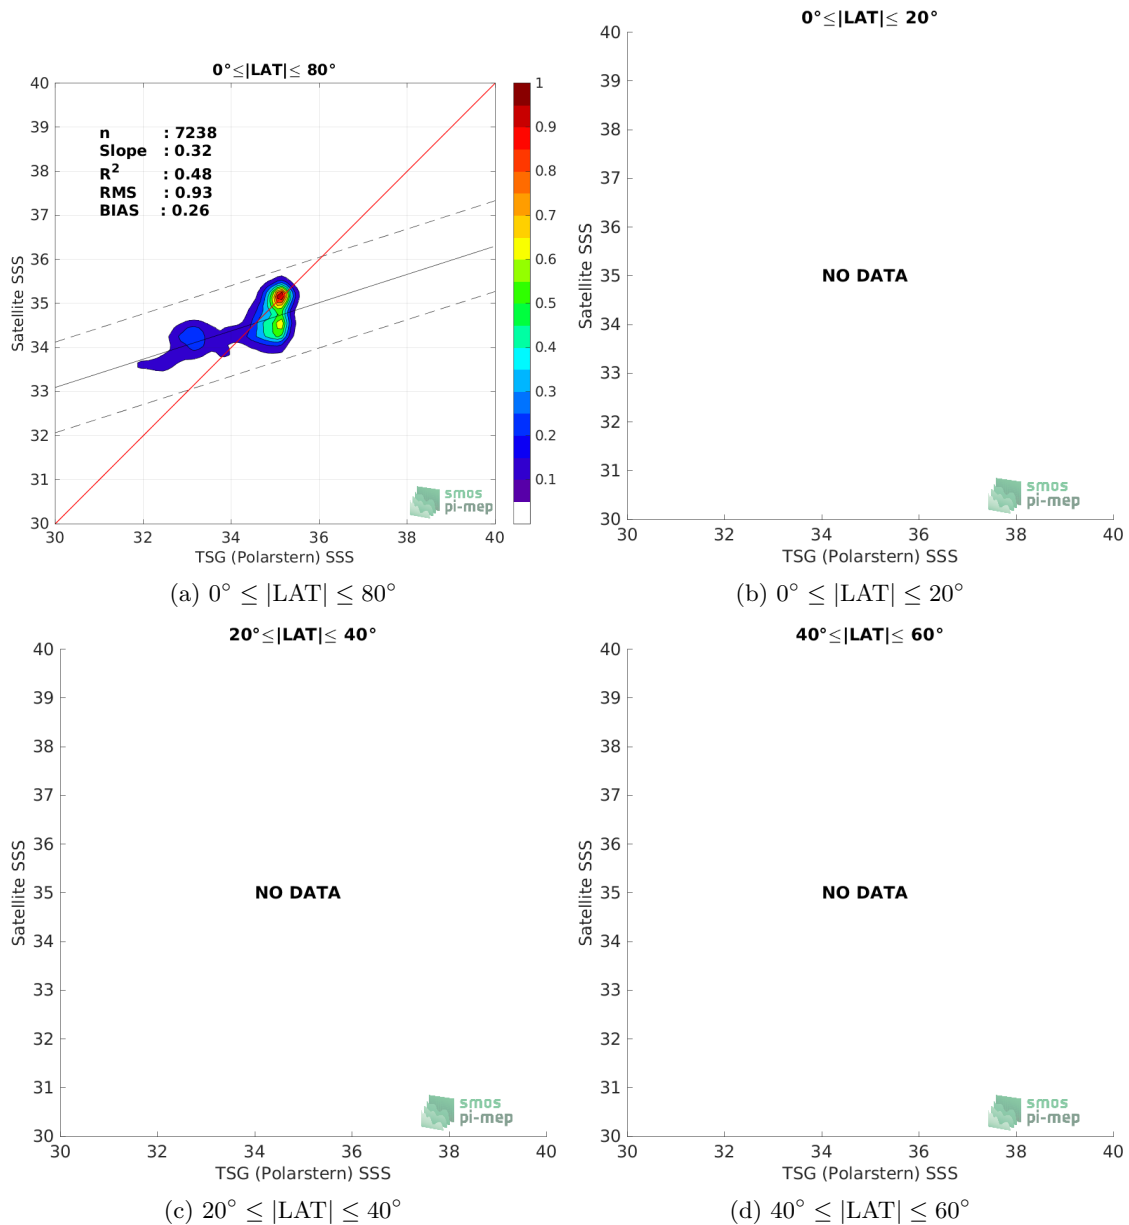 0°≤|LAT|≤ 80°
40
39
38
37
36
35
34
33
32
31
30
Satellite SSS
n : 7238
Slope : 0.32
R² : 0.48
RMS : 0.93
BIAS : 0.26
smos
pi-mep
30 32 34 36 38 40
TSG (Polarstern) SSS
1
0.9
0.8
0.7
0.6
0.5
0.4
0.3
0.2
0.1
(a) 0° ≤ |LAT| ≤ 80°
0°≤|LAT|≤ 20°
40
39
38
37
36
35
34
33
32
31
30
Satellite SSS
NO DATA
smos
pi-mep
30 32 34 36 38 40
TSG (Polarstern) SSS
(b) 0° ≤ |LAT| ≤ 20°
20°≤|LAT|≤ 40°
40
39
38
37
36
35
34
33
32
31
30
Satellite SSS
NO DATA
smos
pi-mep
30 32 34 36 38 40
TSG (Polarstern) SSS
(c) 20° ≤ |LAT| ≤ 40°
40°≤|LAT|≤ 60°
40
39
38
37
36
35
34
33
32
31
30
Satellite SSS
NO DATA
smos
pi-mep
30 32 34 36 38 40
TSG (Polarstern) SSS
(d) 40° ≤ |LAT| ≤ 60°